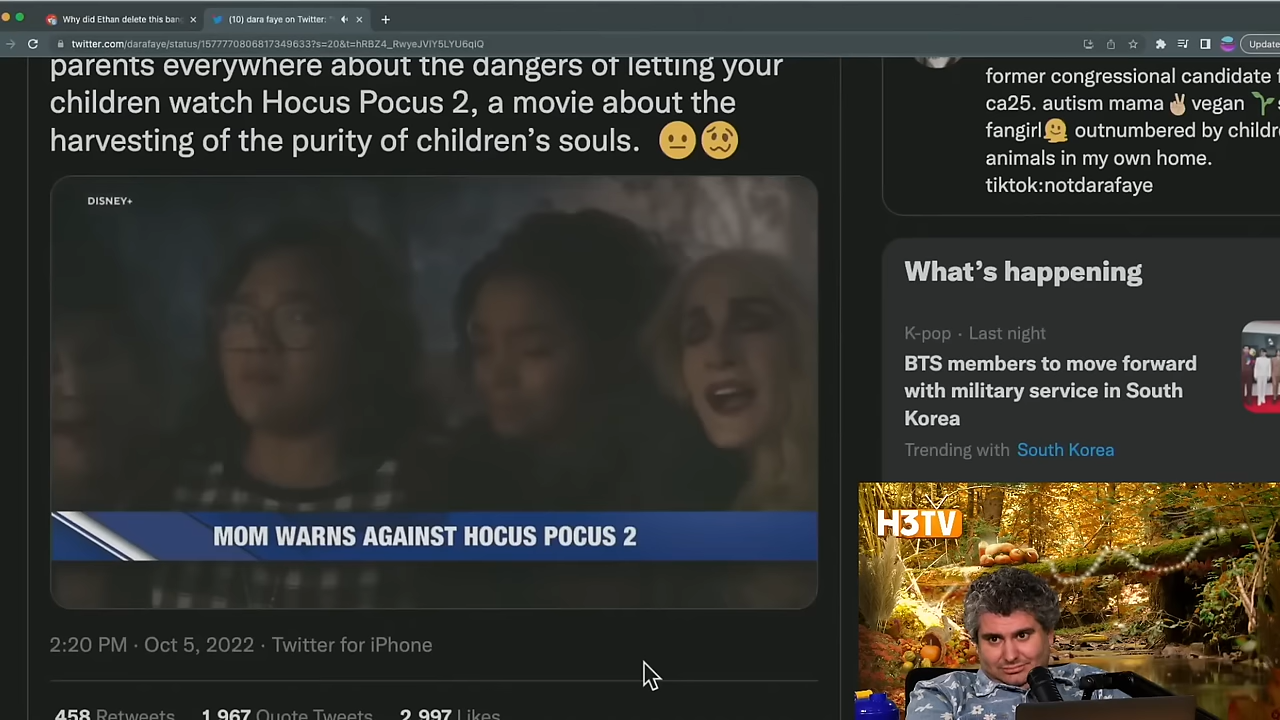 Why did Ethan delete this bang
(10) dara faye on Twitter: "
twitter.com/darafaye/status/1577770806817349633?s=20&t=hRBZ4_RwyeJVIY5LYU6qIQ
Update
parents everywhere about the dangers of letting your
children watch Hocus Pocus 2, a movie about the
harvesting of the purity of children's souls. 😐🥴
DISNEY+
MOM WARNS AGAINST HOCUS POCUS 2
2:20 PM · Oct 5, 2022 · Twitter for iPhone
458 Retweets 1,967 Quote Tweets 2,997 Likes
former congressional candidate f
ca25. autism mama✌🏼vegan 🌱s
fangirl🫠 outnumbered by childre
animals in my own home.
tiktok:notdarafaye
What's happening
K-pop · Last night
BTS members to move forward
with military service in South
Korea
Trending with South Korea
H3TV